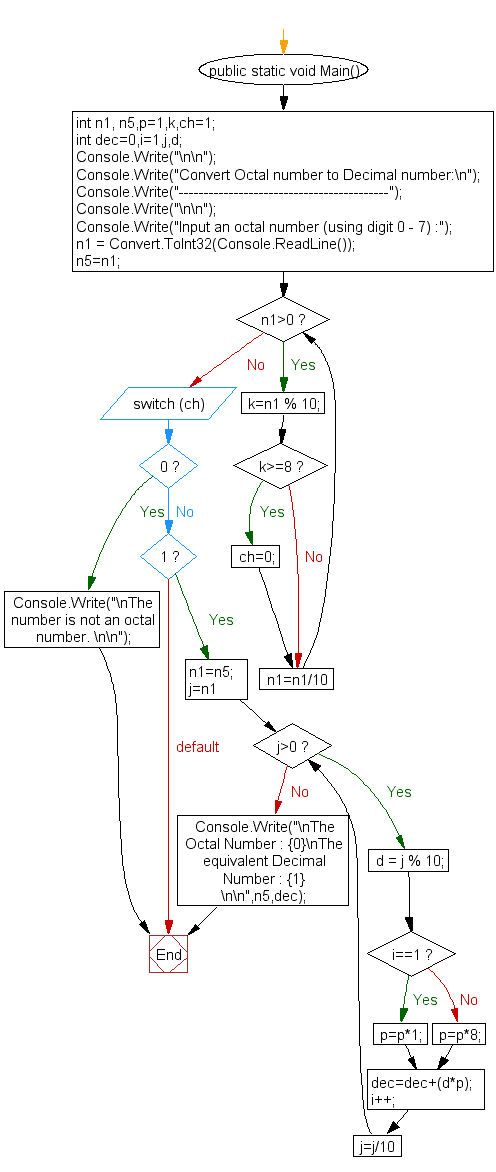 public static void Main()
int n1, n5,p=1,k,ch=1;
int dec=0,i=1,j,d;
Console.Write("\n\n");
Console.Write("Convert Octal number to Decimal number:\n");
Console.Write("------------------------------------------");
Console.Write("\n\n");
Console.Write("Input an octal number (using digit 0 - 7) :");
n1 = Convert.ToInt32(Console.ReadLine());
n5=n1;
n1>0 ?
No
Yes
switch (ch)
k=n1 % 10;
0 ?
k>=8 ?
Yes
No
Yes
1 ?
ch=0;
No
Console.Write("\nThe
number is not an octal
number. \n\n");
Yes
n1=n5;
j=n1
n1=n1/10
default
j>0 ?
No
Yes
Console.Write("\nThe
Octal Number : {0}\nThe
equivalent Decimal
Number : {1}
\n\n",n5,dec);
d = j % 10;
End
i==1 ?
Yes
No
p=p*1;
p=p*8;
dec=dec+(d*p);
i++;
j=j/10